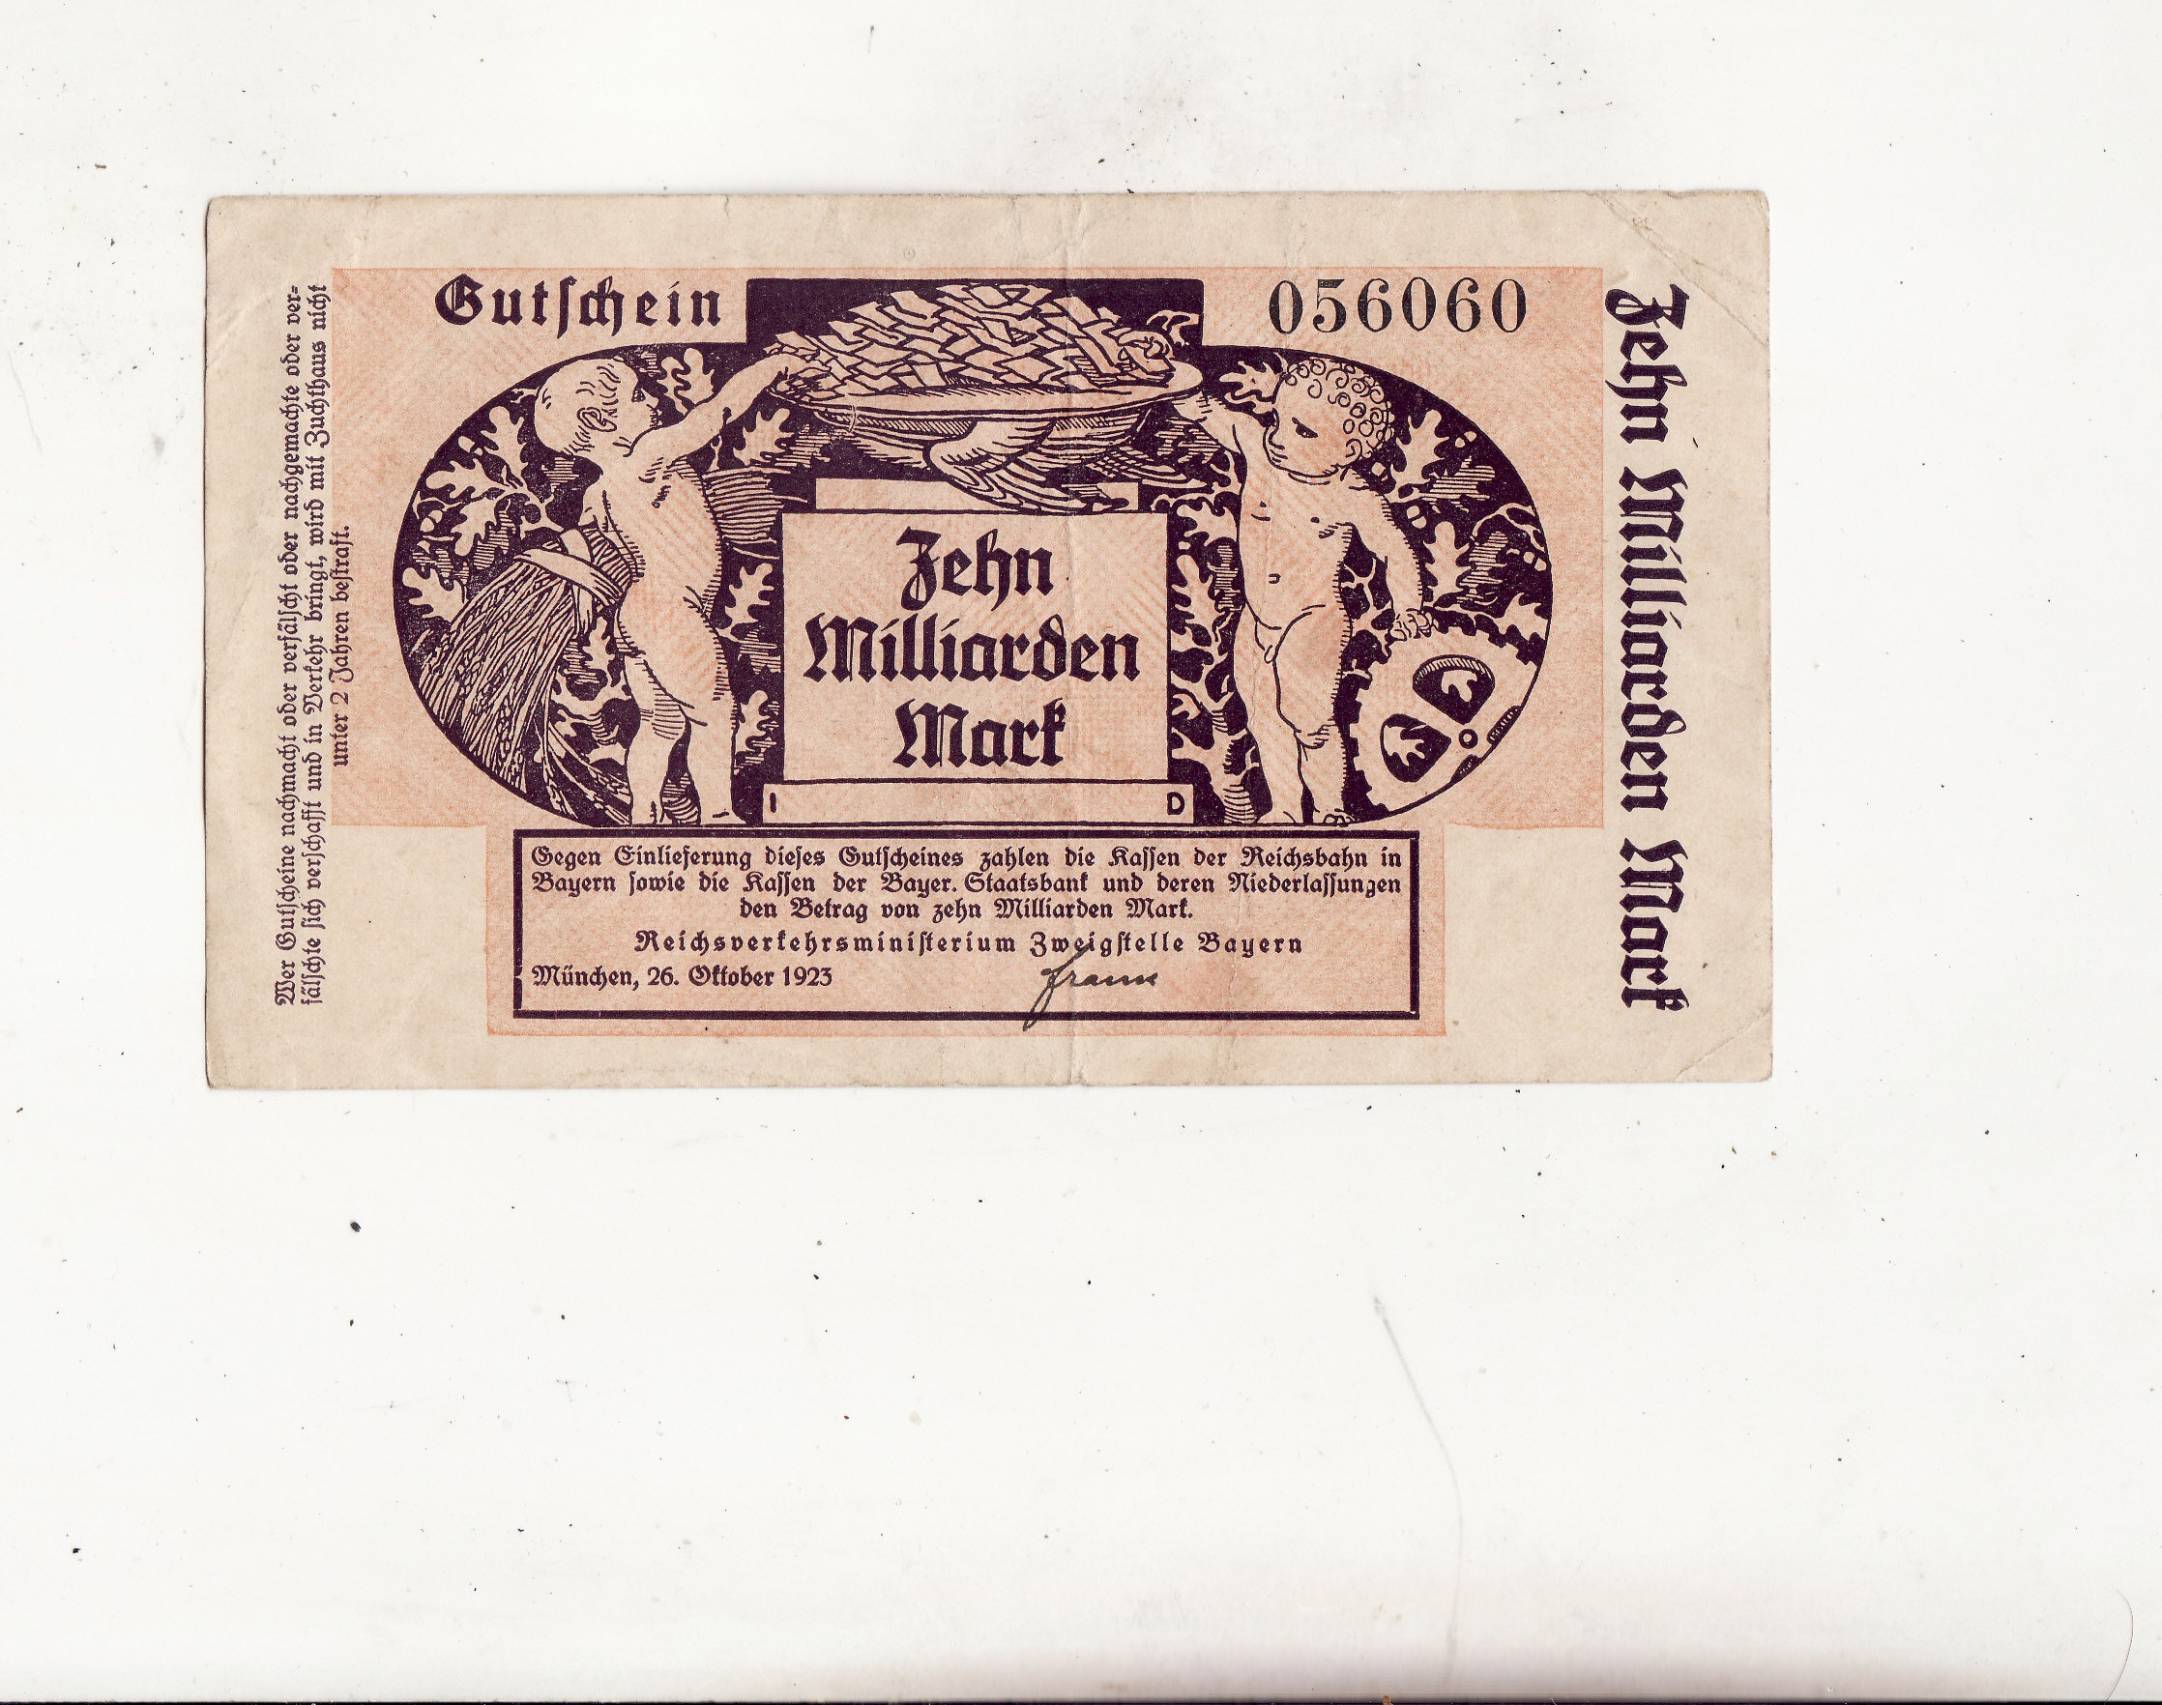 Gutschein
056060
Zehn
Milliarden
Mark
I
D
Gegen Einlieferung dieses Gutscheines zahlen die Kassen der Reichsbahn in
Bayern sowie die Kassen der Bayer. Staatsbank und deren Niederlassungen
den Betrag von zehn Milliarden Mark.
Reichsverkehrsministerium Zweigstelle Bayern
München, 26. Oktober 1923
Wer Gutscheine nachmacht oder verfälscht oder nachgemachte oder ver=
fälschte sich verschafft und in Verkehr bringt, wird mit Zuchthaus nicht
unter 2 Jahren bestraft.
Zehn Milliarden Mark